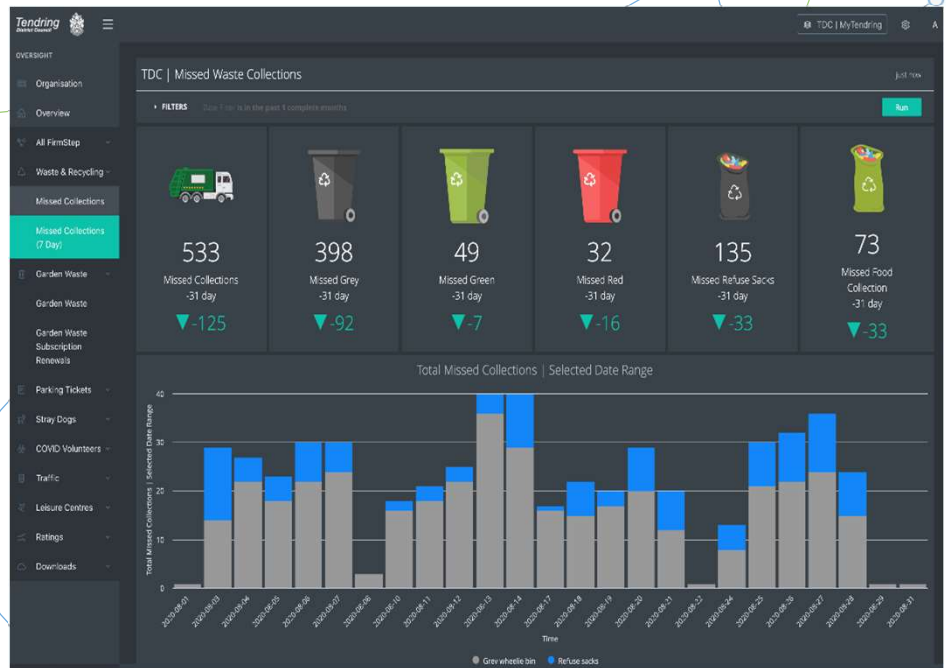 Tendring
District Council
TDC | MyTendring
A
OVERSIGHT
Organisation
Overview
All FirmStep
Waste & Recycling
Missed Collections
Missed Collections
(7 Day)
Garden Waste
Garden Waste
Garden Waste
Subscription
Renewals
Parking Tickets
Stray Dogs
COVID Volunteers
Traffic
Leisure Centres
Ratings
Downloads
TDC | Missed Waste Collections
just now
FILTERS
is in the past 1 complete months
Run
533
Missed Collections
-31 day
▼-125
398
Missed Grey
-31 day
▼-92
49
Missed Green
-31 day
▼-7
32
Missed Red
-31 day
▼-16
135
Missed Refuse Sacks
-31 day
▼-33
73
Missed Food
Collection
-31 day
▼-33
Total Missed Collections | Selected Date Range
Total Missed Collections | Selected Date Range
40
30
20
10
0
2020-08-01
2020-08-03
2020-08-04
2020-08-05
2020-08-06
2020-08-07
2020-08-08
2020-08-10
2020-08-11
2020-08-12
2020-08-13
2020-08-14
2020-08-17
2020-08-18
2020-08-19
2020-08-20
2020-08-21
2020-08-22
2020-08-24
2020-08-25
2020-08-26
2020-08-27
2020-08-28
2020-08-29
2020-08-31
Time
Grey wheelie bin
Refuse sacks